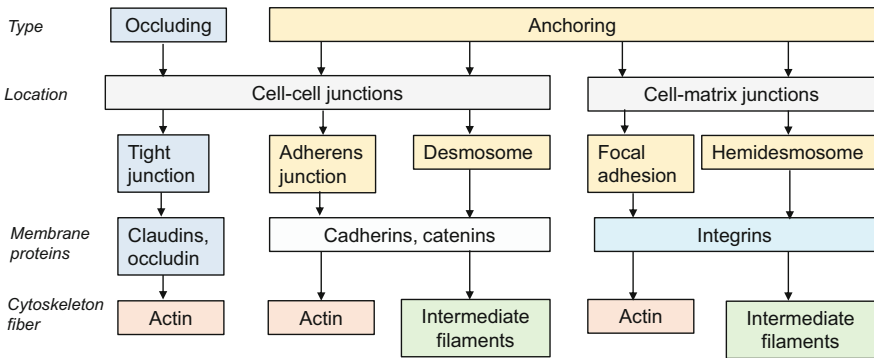 Type
Occluding
Anchoring
Location
Cell-cell junctions
Cell-matrix junctions
Tight
junction
Adherens
junction
Desmosome
Focal
adhesion
Hemidesmosome
Membrane
proteins
Claudins,
occludin
Cadherins, catenins
Integrins
Cytoskeleton
fiber
Actin
Actin
Intermediate
filaments
Actin
Intermediate
filaments